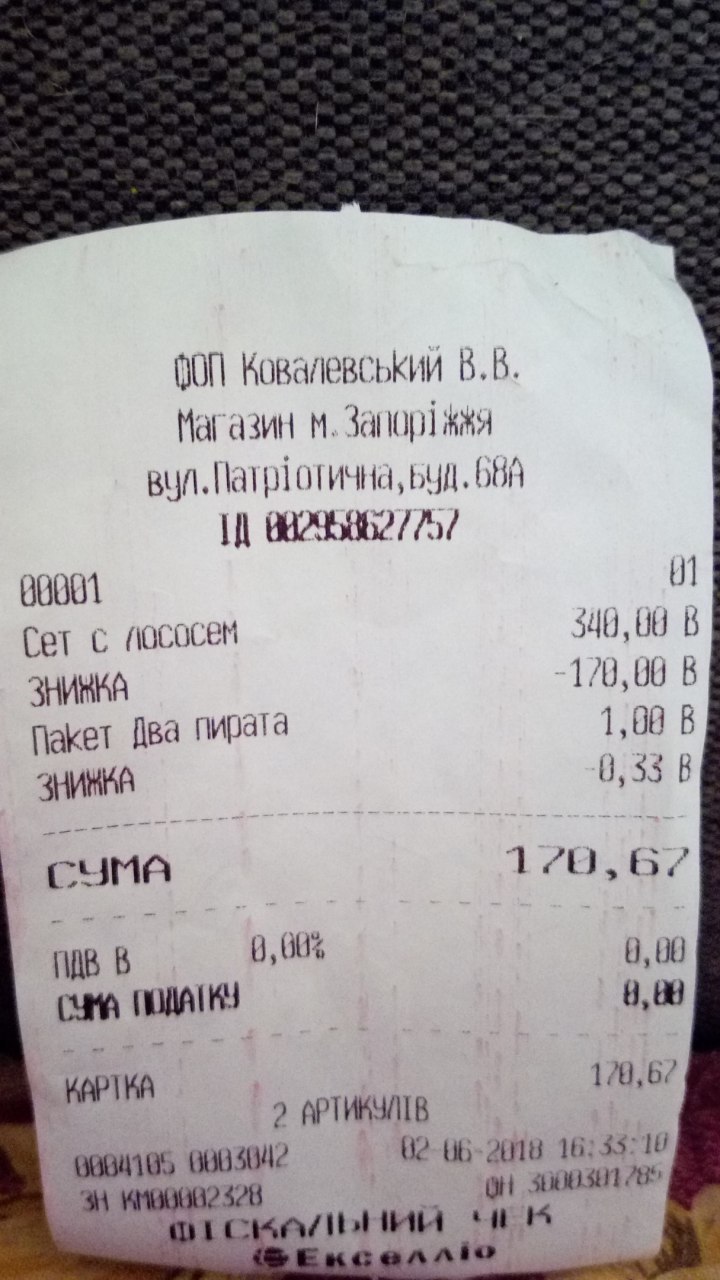 ФОП Ковалевський В.В.
Магазин м.Запоріжжя
вул.Патріотична,буд.68А
ІД 002958627757
00001 01
Сет с лососем 340,00 В
ЗНИЖКА -170,00 В
Пакет Два пирата 1,00 В
ЗНИЖКА -0,33 В
СУМА 170,67
ПДВ В 0,00% 0,00
СУМА ПОДАТКУ 0,00
КАРТКА 170,67
2 АРТИКУЛІВ
0084105 0003042 02-06-2018 16:33:10
ЗН КМ00002328 ФН 3000301785
ФІСКАЛЬНИЙ ЧЕК
Екселліо